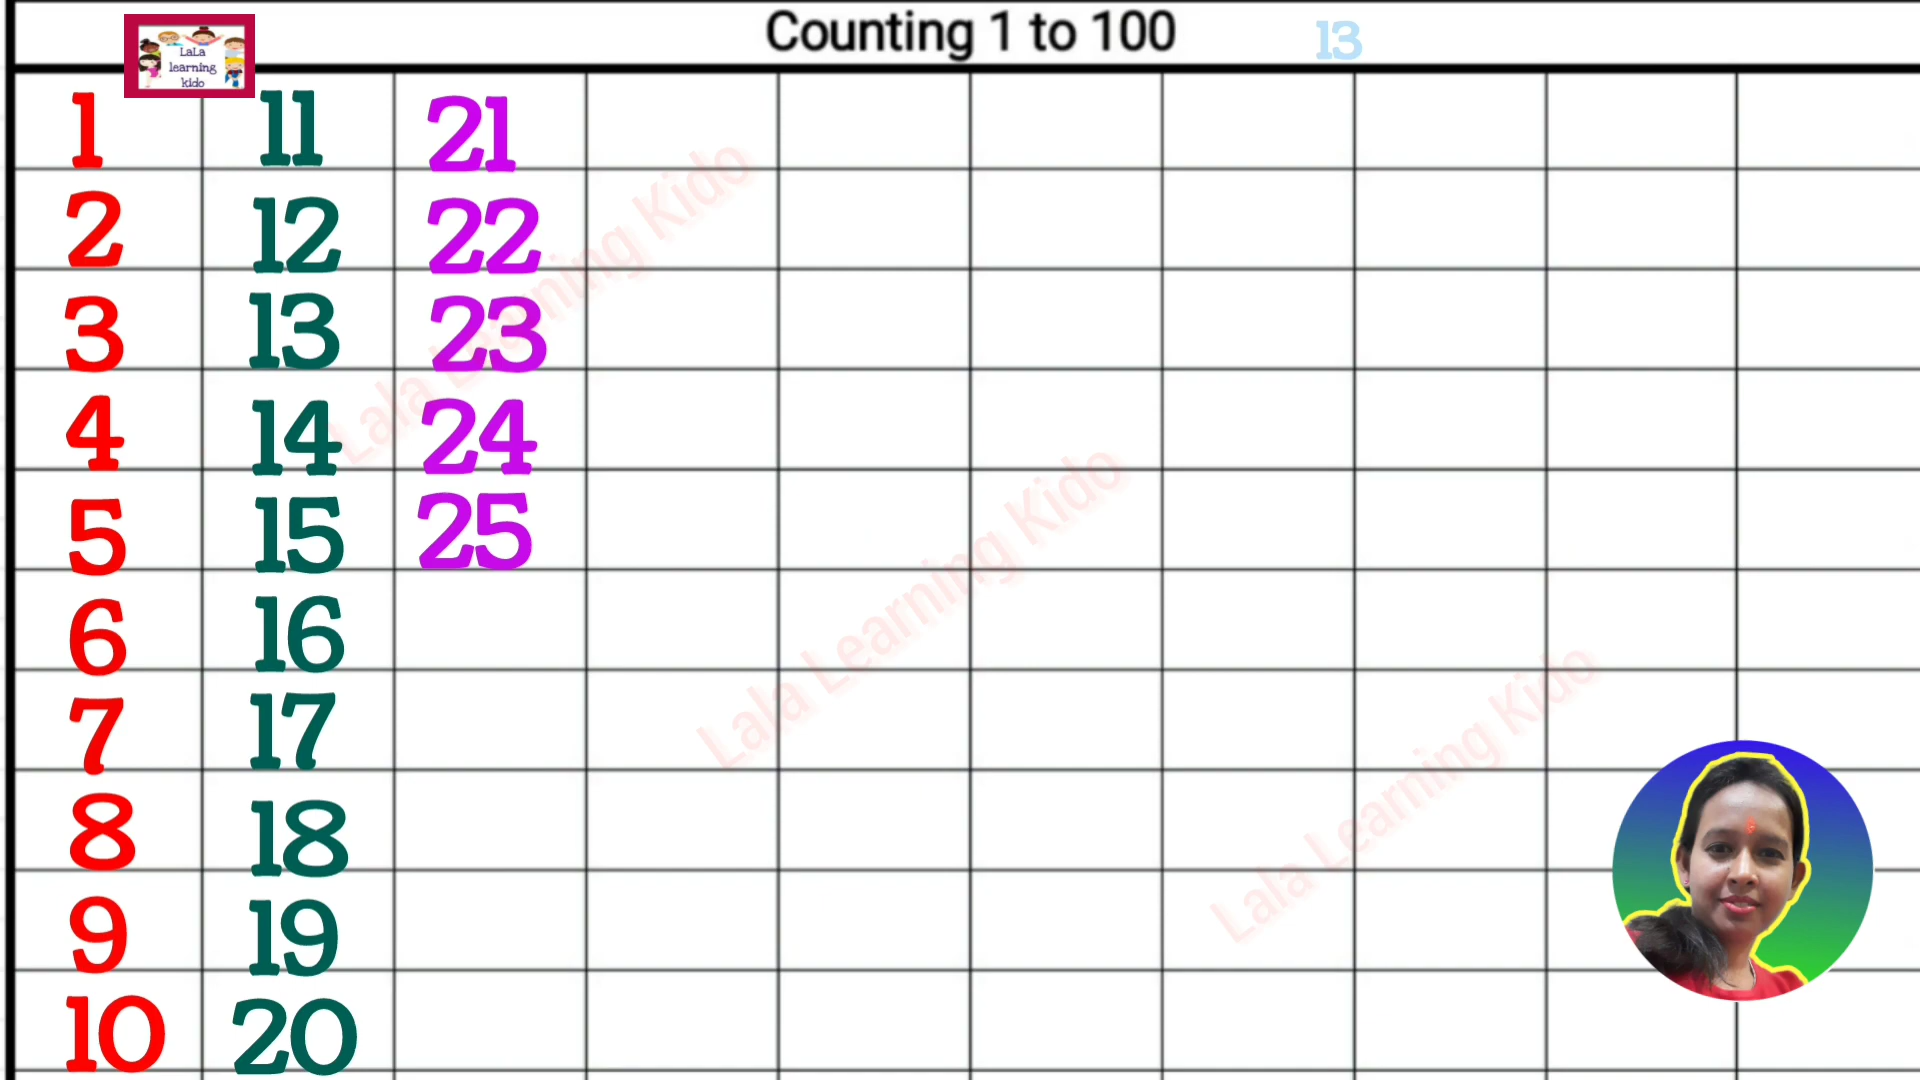 Counting 1 to 100
13
LaLa
learning
kido
1 11 21
2 12 22
3 13 23
4 14 24
5 15 25
6 16
7 17
8 18
9 19
10 20
Lala Learning Kido
Lala Learning Kido
Lala Learning Kido